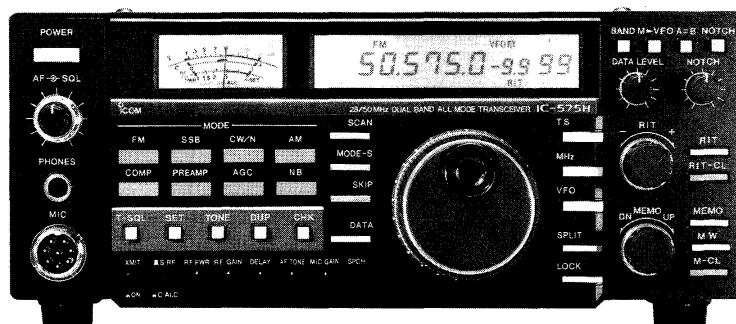 POWER
AF SQL
PHONES
MIC
FM VFO B
50.575.0 -9.9 99
RIT
ICOM
28/50MHz DUAL BAND ALL MODE TRANSCEIVER IC-575H
MODE
FM SSB CW/N AM
COMP PREAMP AGC NB
T-SQL SET TONE DUP CHK
XMIT S/RF RF PWR RF GAIN DELAY AF TONE MIC GAIN SPCH
ON C ALC
SCAN
MODE-S
SKIP
DATA
TS
MHz
VFO
SPLIT
LOCK
BAND M►VFO A=B NOTCH
DATA LEVEL NOTCH
- RIT +
RIT
RIT-CL
DN MEMO UP
MEMO
MW
M-CL